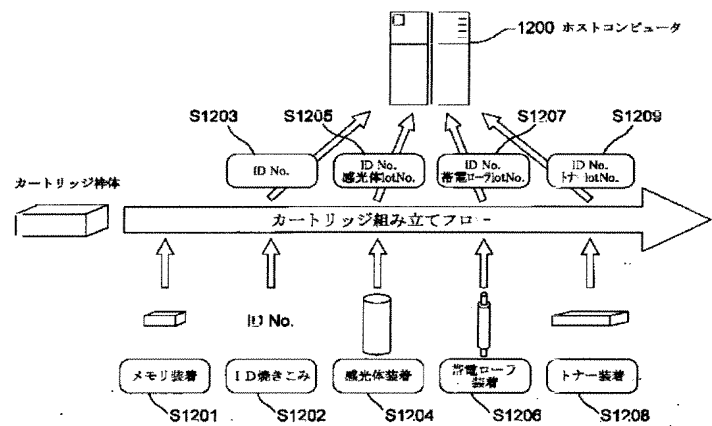 1200 ホストコンピュータ
S1203
S1205
S1207
S1209
ID No.
ID No.
感光体lotNo.
ID No.
帯電ローラlotNo.
ID No.
トナーlotNo.
カートリッジ枠体
カートリッジ組み立てフロー
ID No.
メモリ装着
ID焼きこみ
感光体装着
帯電ローラ
装着
トナー装着
S1201
S1202
S1204
S1206
S1208